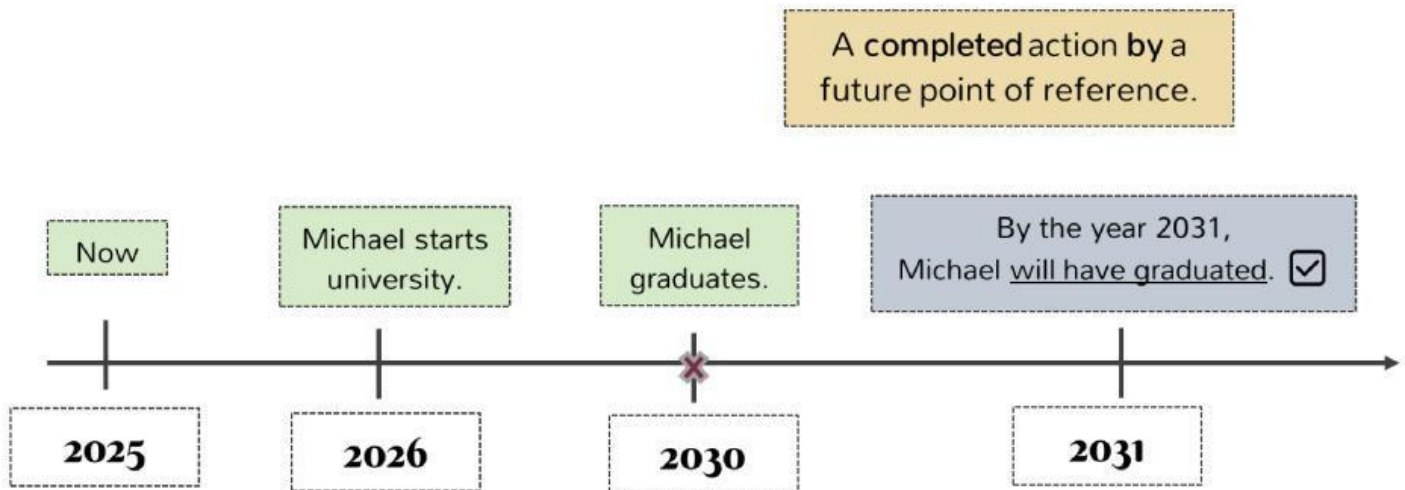 A completed action by a
future point of reference.
Now
Michael starts
university.
Michael
graduates.
By the year 2031,
Michael will have graduated.
2025
2026
2030
2031